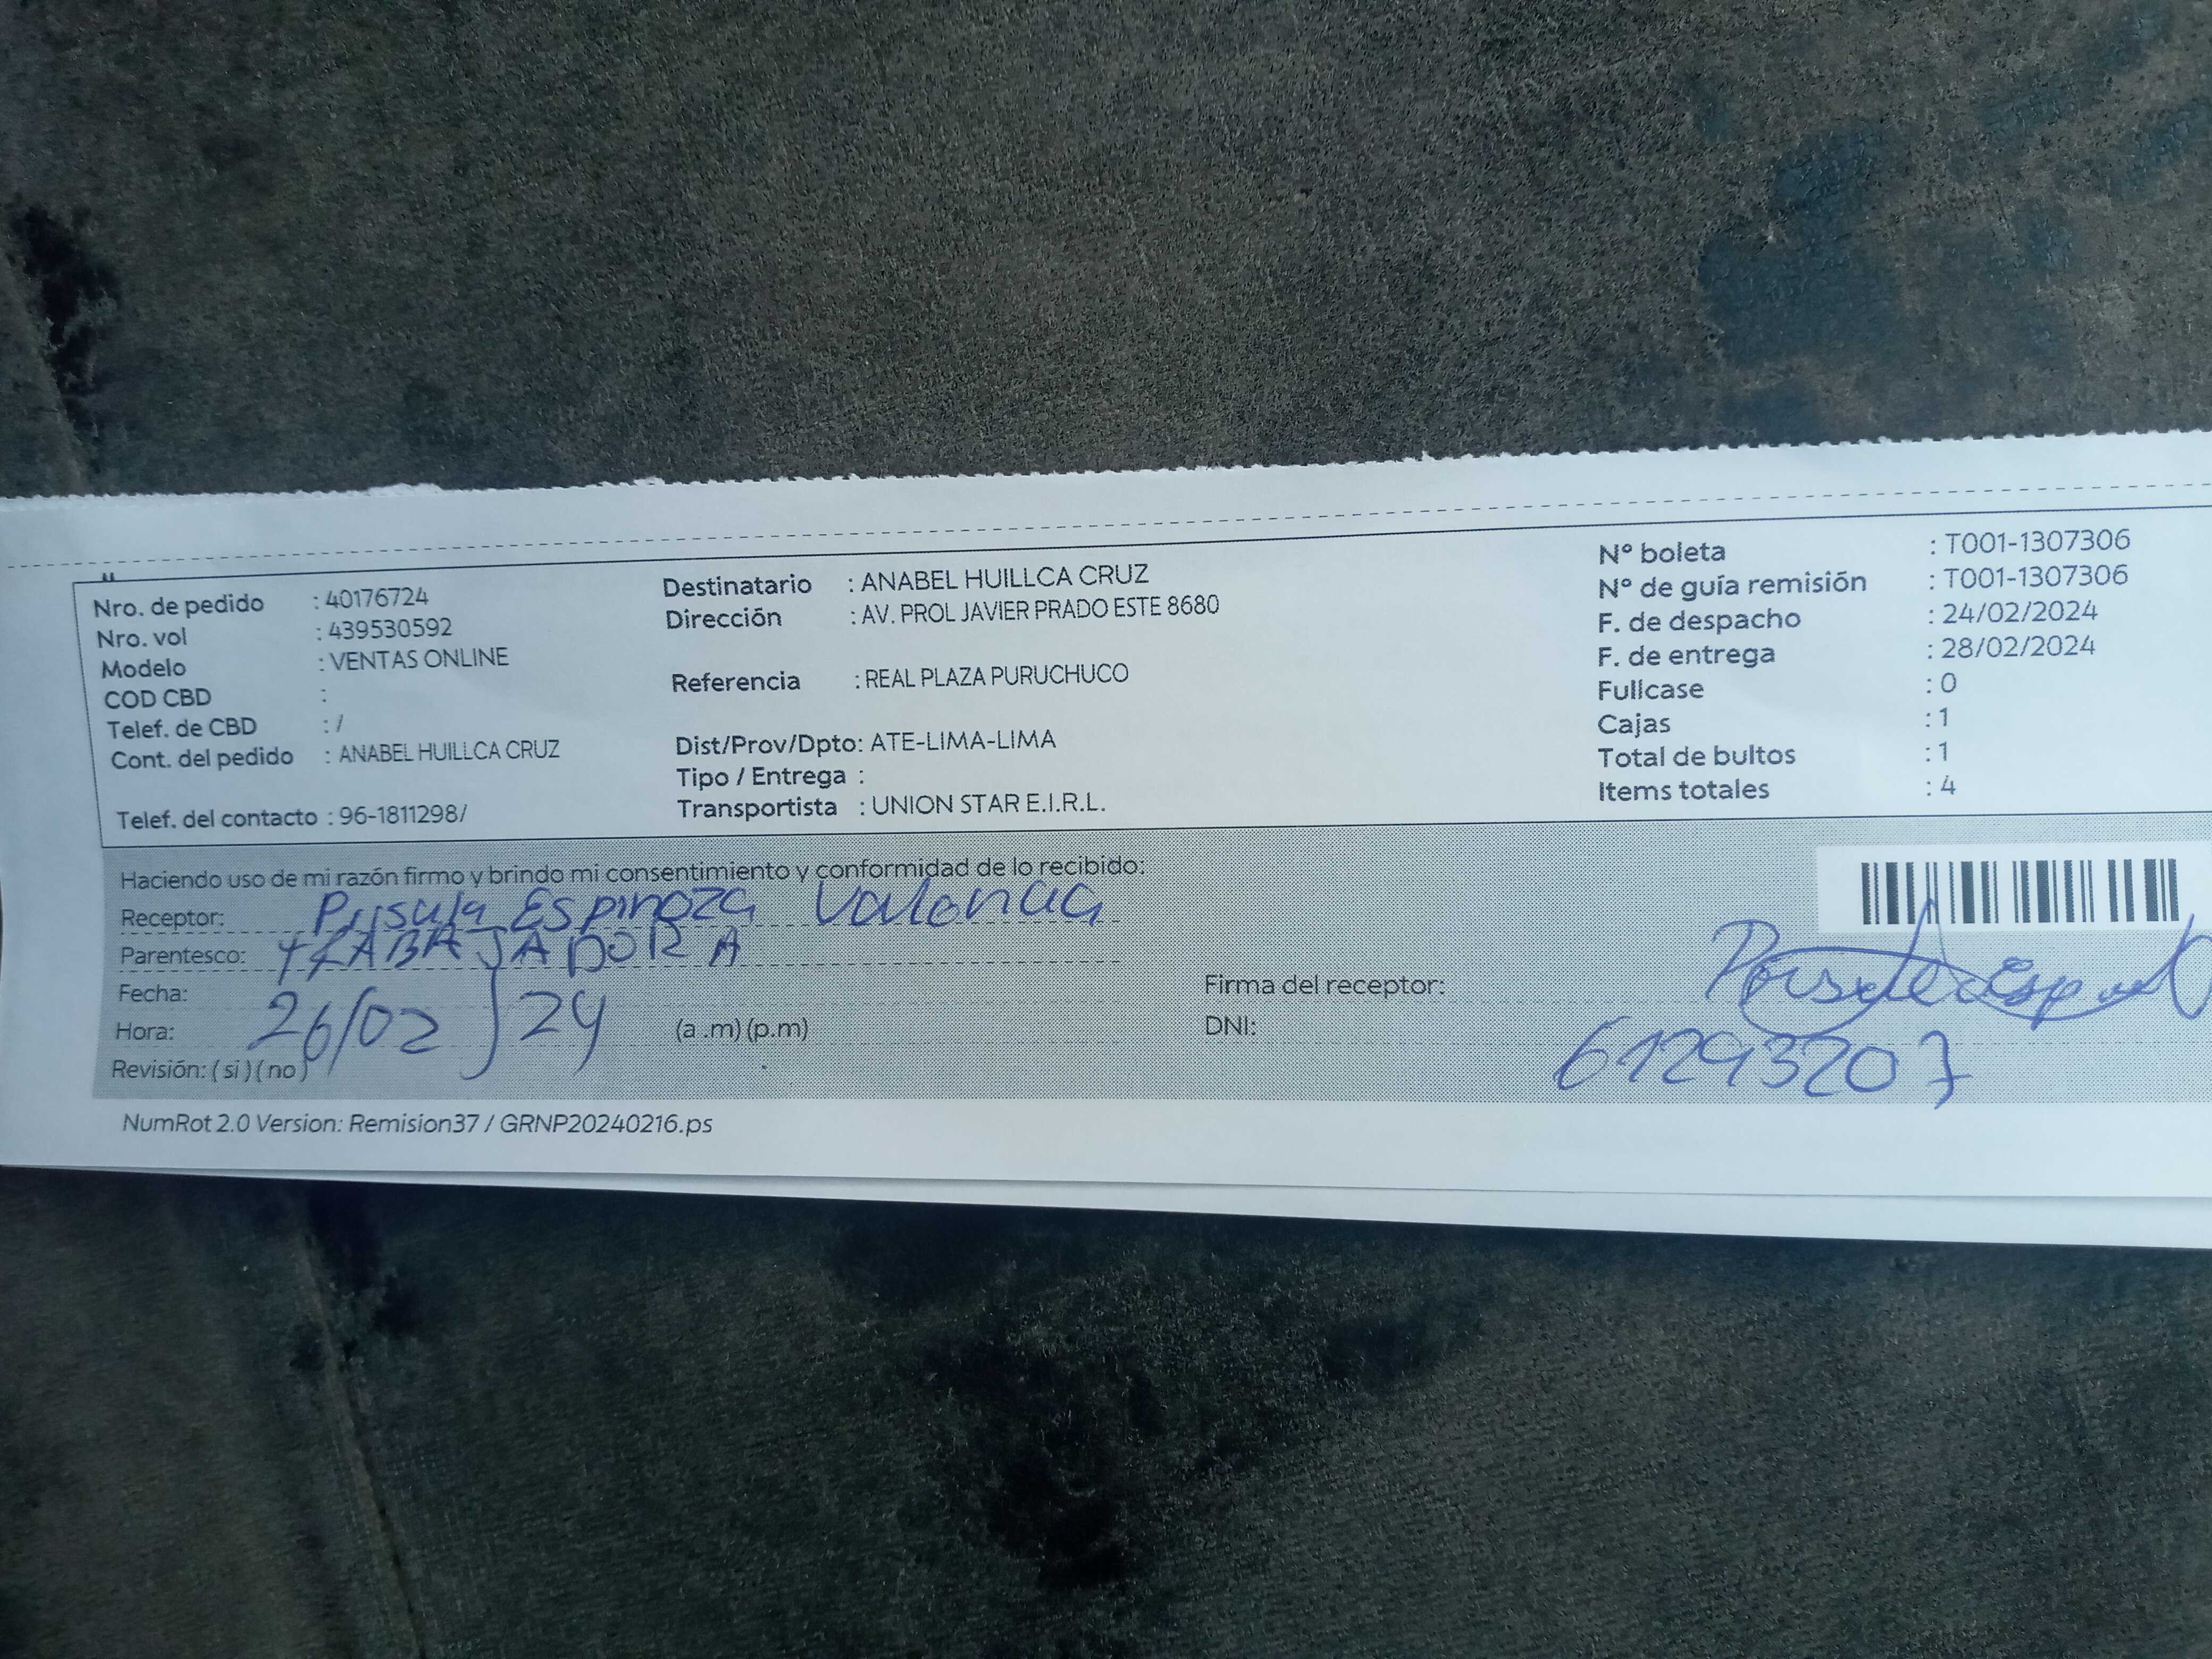 Nro. de pedido : 40176724
Nro. vol : 439530592
Modelo : VENTAS ONLINE
COD CBD :
Telef. de CBD : /
Cont. del pedido : ANABEL HUILLCA CRUZ
Telef. del contacto : 96-1811298/
Destinatario : ANABEL HUILLCA CRUZ
Dirección : AV. PROL JAVIER PRADO ESTE 8680
Referencia : REAL PLAZA PURUCHUCO
Dist/Prov/Dpto: ATE-LIMA-LIMA
Tipo / Entrega :
Transportista : UNION STAR E.I.R.L.
Nº boleta : T001-1307306
Nº de guía remisión : T001-1307306
F. de despacho : 24/02/2024
F. de entrega : 28/02/2024
Fullcase : 0
Cajas : 1
Total de bultos : 1
Items totales : 4
Haciendo uso de mi razón firmo y brindo mi consentimiento y conformidad de lo recibido:
Receptor: Espinoza
Parentesco: TRABAJADORA
Fecha: 26/02/24
Hora: (a .m) (p.m)
Revisión: ( si ) ( no )
Firma del receptor:
DNI: 61293207
NumRot 2.0 Version: Remision37 / GRNP20240216.ps